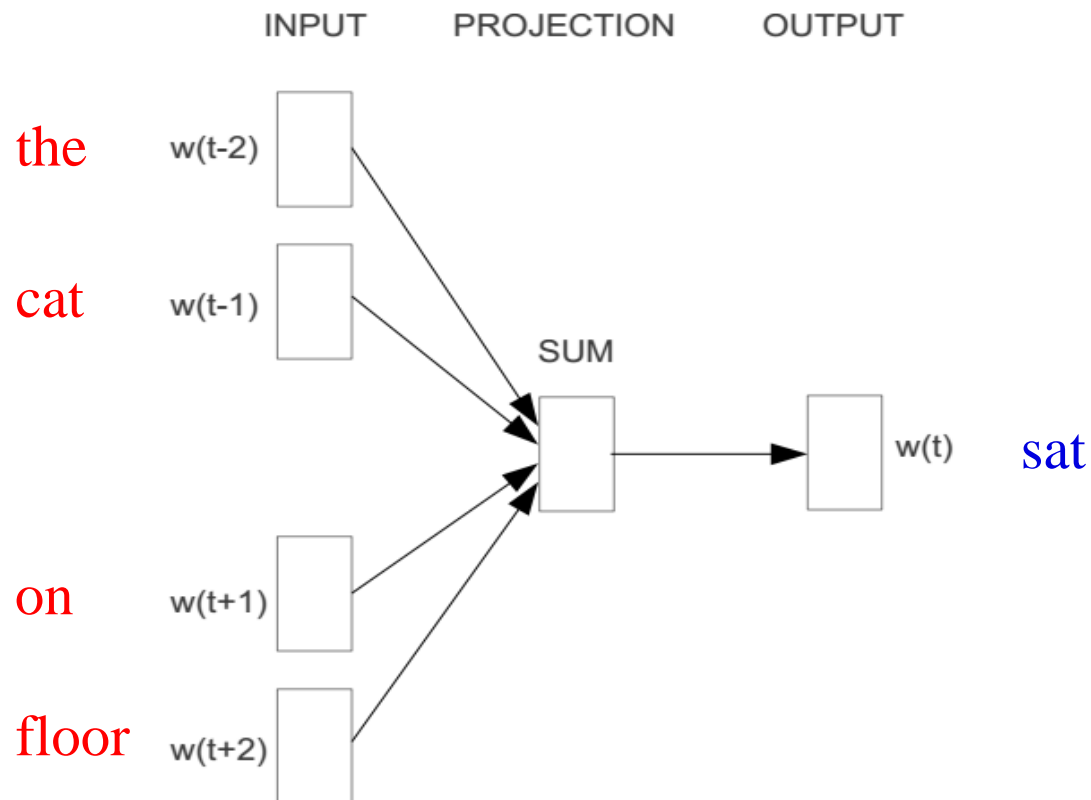 INPUT PROJECTION OUTPUT
the w(t-2)
cat w(t-1)
SUM
w(t) sat
on w(t+1)
floor w(t+2)